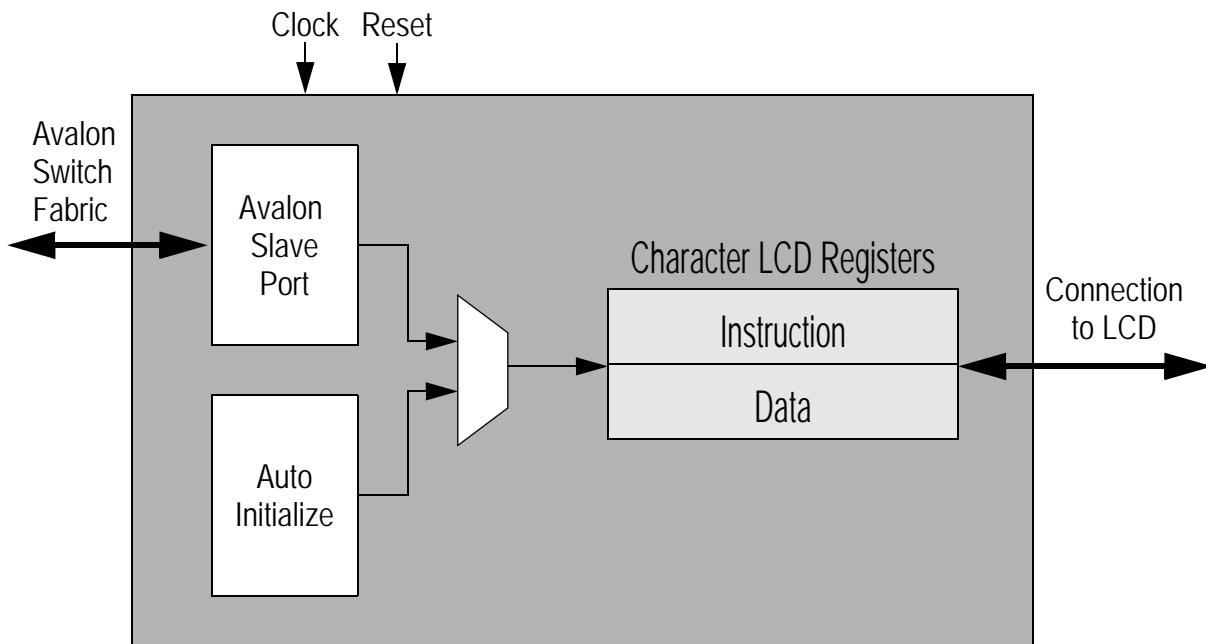 Clock Reset
Avalon
Switch
Fabric
Avalon
Slave
Port
Auto
Initialize
Character LCD Registers
Instruction
Data
Connection
to LCD